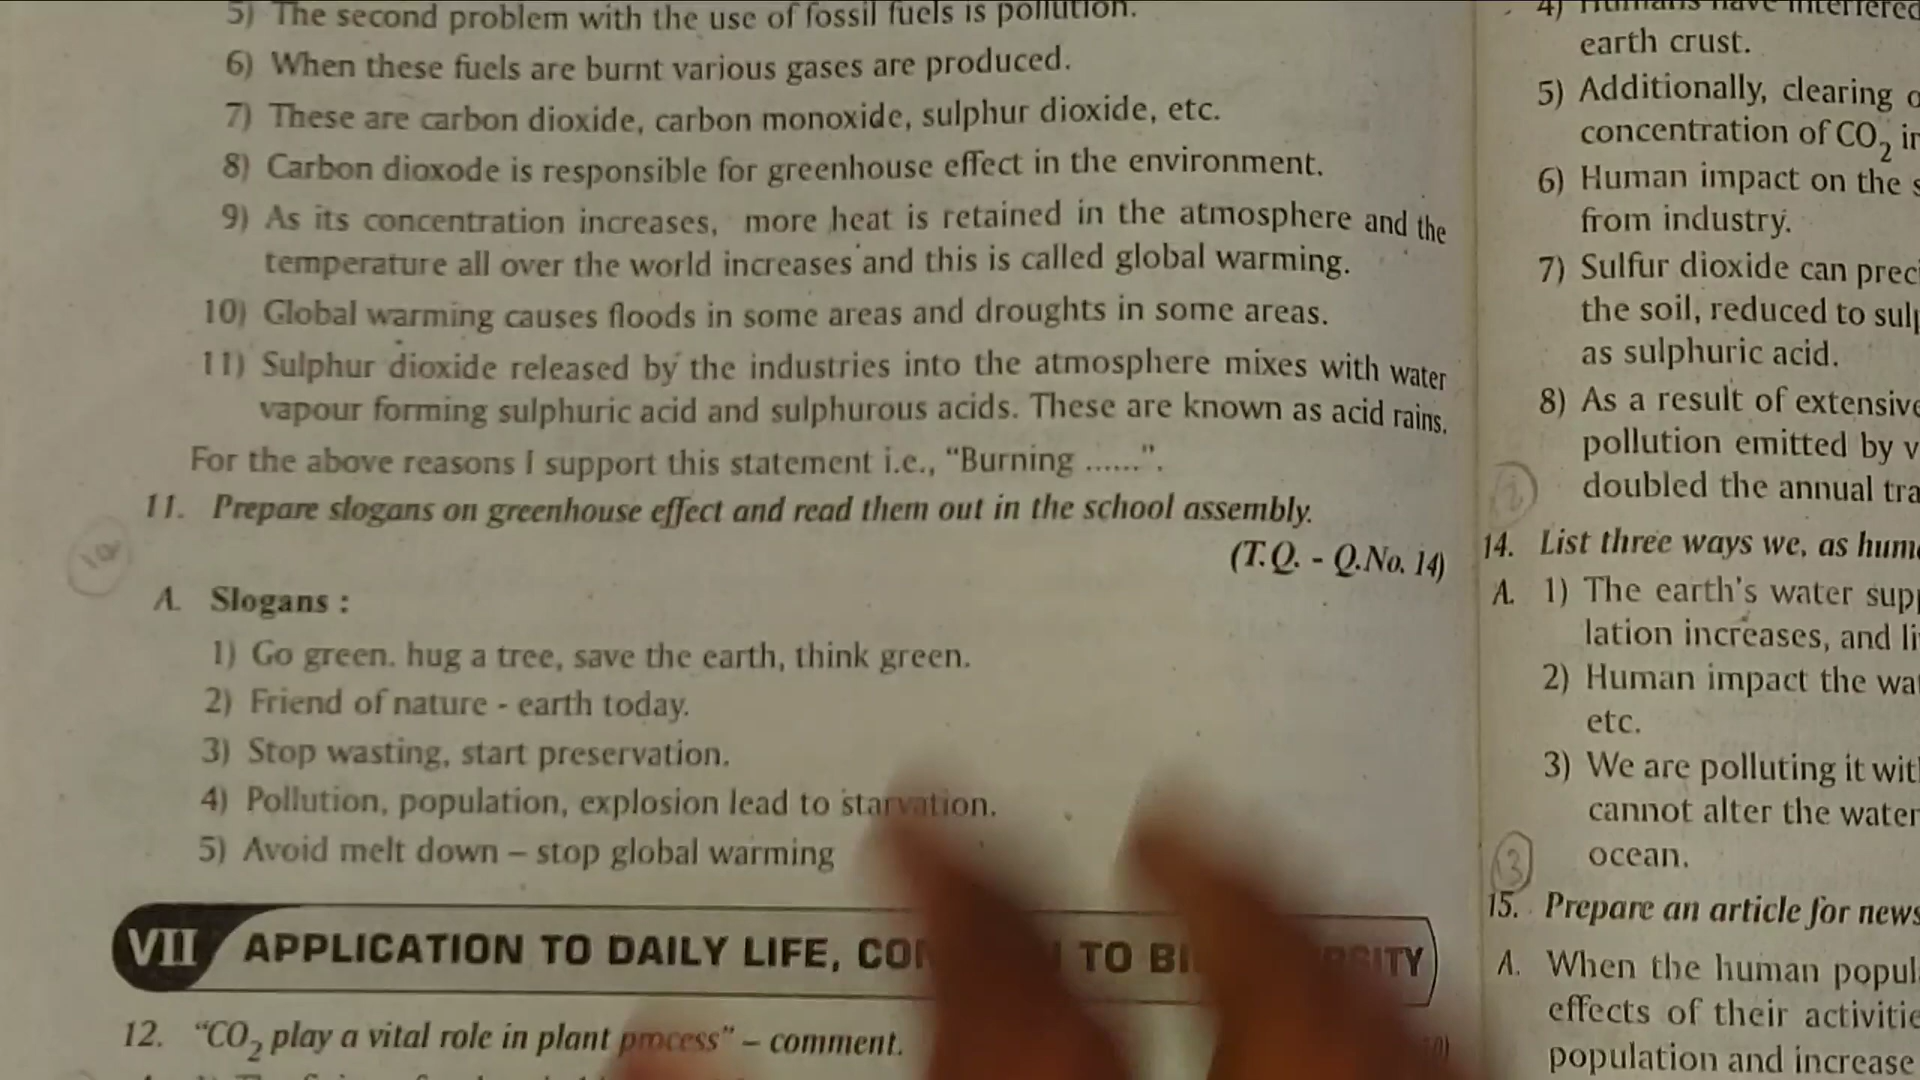 5) The second problem with the use of fossil fuels is pollution.
6) When these fuels are burnt various gases are produced.
7) These are carbon dioxide, carbon monoxide, sulphur dioxide, etc.
8) Carbon dioxode is responsible for greenhouse effect in the environment.
9) As its concentration increases, more heat is retained in the atmosphere and the
temperature all over the world increases and this is called global warming.
10) Global warming causes floods in some areas and droughts in some areas.
11) Sulphur dioxide released by the industries into the atmosphere mixes with water
vapour forming sulphuric acid and sulphurous acids. These are known as acid rains.
For the above reasons I support this statement i.e., “Burning ......”.
11. Prepare slogans on greenhouse effect and read them out in the school assembly.
(T.Q. - Q.No. 14)
A. Slogans :
1) Go green. hug a tree, save the earth, think green.
2) Friend of nature - earth today.
3) Stop wasting, start preservation.
4) Pollution, population, explosion lead to starvation.
5) Avoid melt down – stop global warming
VII APPLICATION TO DAILY LIFE, TO
12. “CO2 play a vital role in plant process” – comment.
4) Humans have interfered
earth crust.
5) Additionally, clearing
concentration of CO2
6) Human impact on the
from industry.
7) Sulfur dioxide can
the soil, reduced to
as sulphuric acid.
8) As a result of extensive
pollution emitted by
doubled the annual
14. List three ways we, as
A. 1) The earth's water
lation increases, and
2) Human impact the
etc.
3) We are polluting it
cannot alter the water
ocean.
13
15. Prepare an article for
A. When the human
effects of their
population and increase